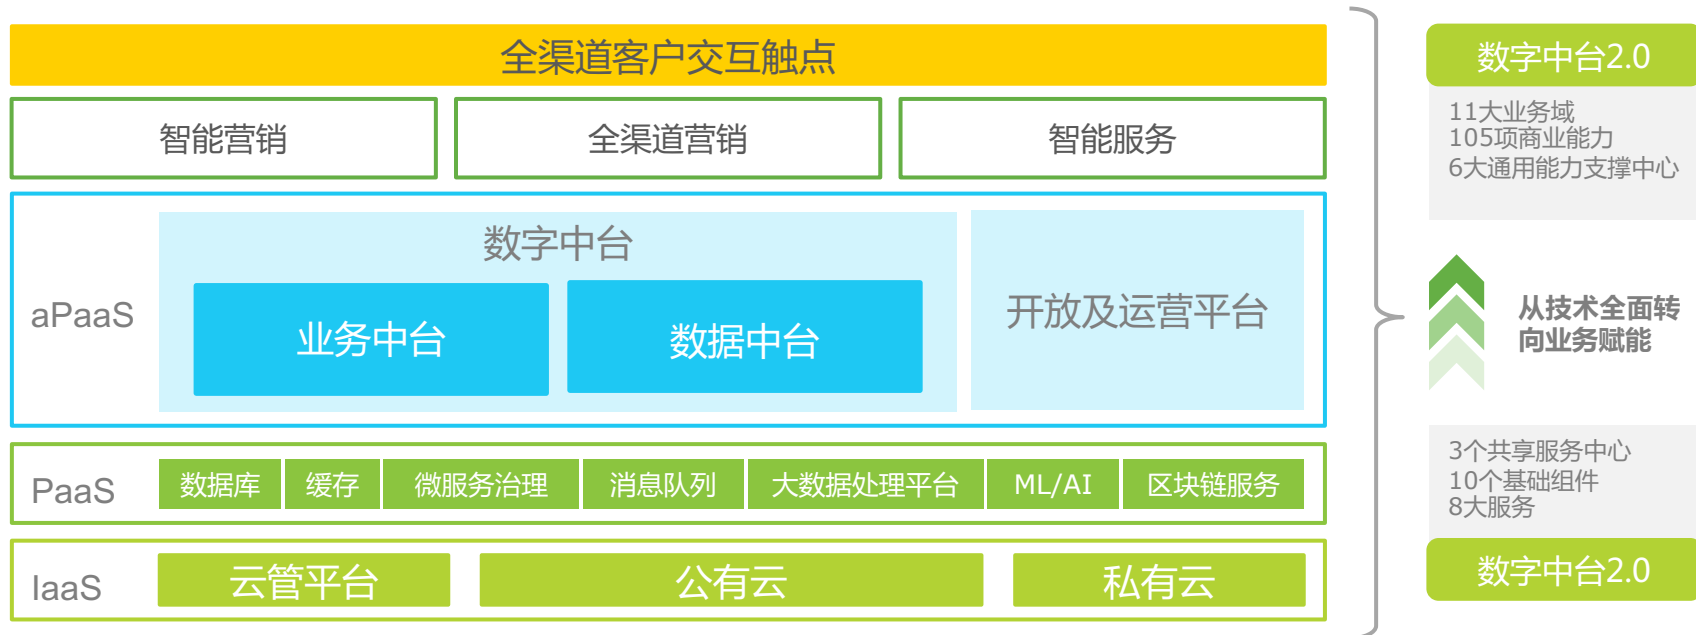 全渠道客户交互触点
智能营销
全渠道营销
智能服务
aPaaS
数字中台
业务中台
数据中台
开放及运营平台
PaaS
数据库
缓存
微服务治理
消息队列
大数据处理平台
ML/AI
区块链服务
IaaS
云管平台
公有云
私有云
数字中台2.0
11大业务域
105项商业能力
6大通用能力支撑中心
从技术全面转
向业务赋能
3个共享服务中心
10个基础组件
8大服务
数字中台2.0